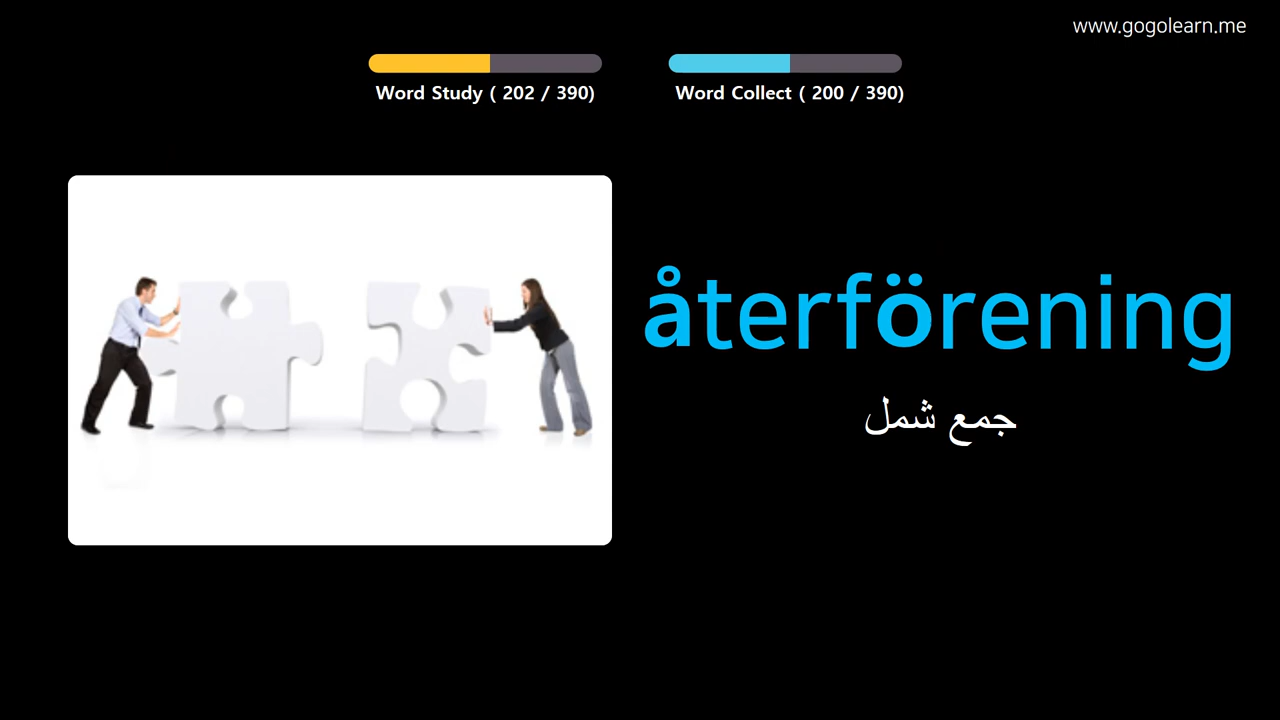 www.gogolearn.me
Word Study ( 202 / 390)
Word Collect ( 200 / 390)
återförening
جمع شمل